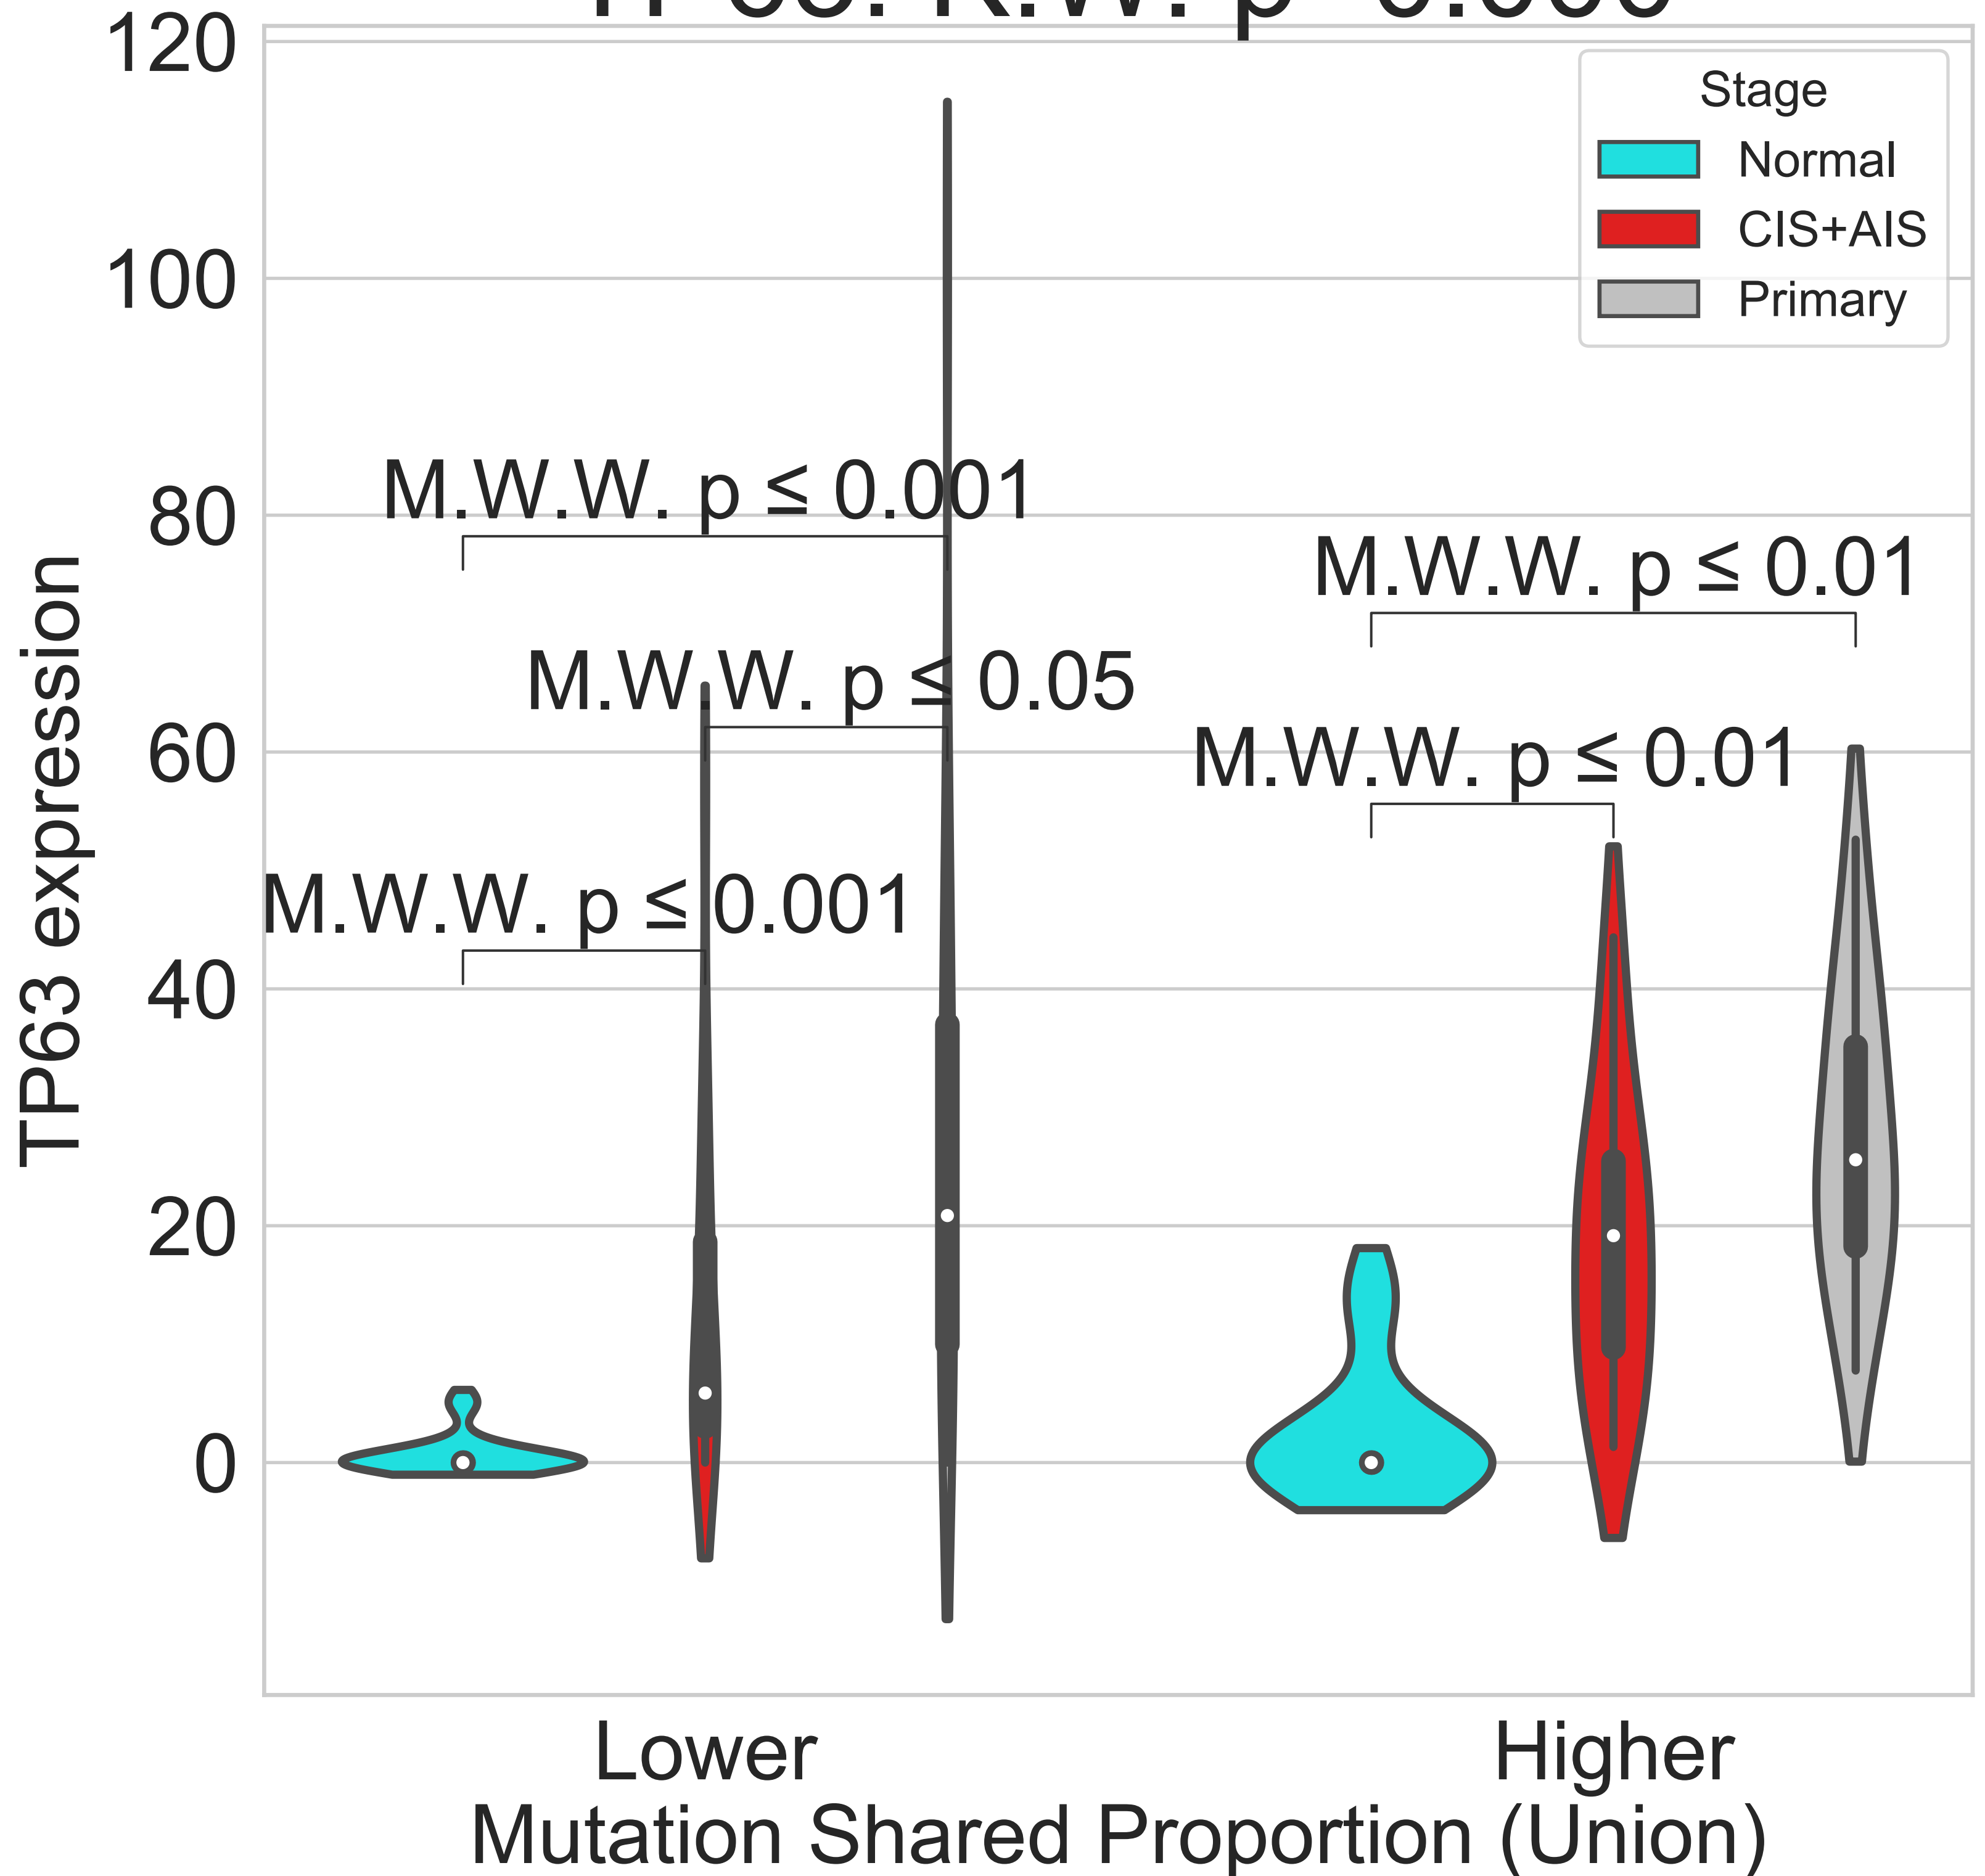 120
100
80
60
40
20
0
TP63 expression
Stage
Normal
CIS+AIS
Primary
M.W.W. p ≤ 0.001
M.W.W. p ≤ 0.01
M.W.W. p ≤ 0.05
M.W.W. p ≤ 0.01
M.W.W. p ≤ 0.001
Lower
Higher
Mutation Shared Proportion (Union)